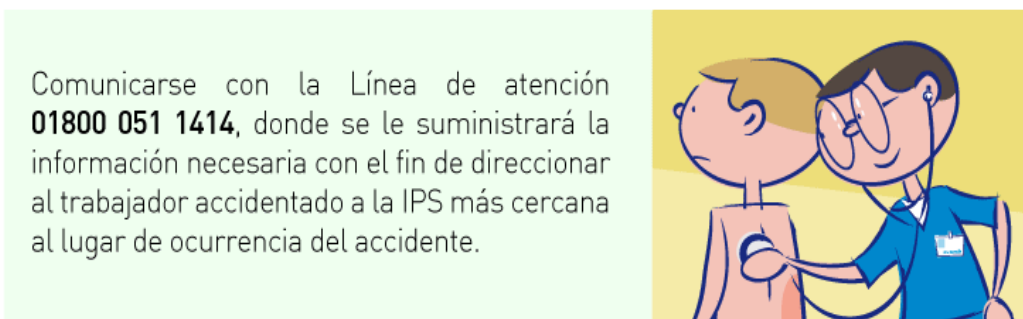 Comunicarse con la Línea de atención
01800 051 1414, donde se le suministrará la
información necesaria con el fin de direccionar
al trabajador accidentado a la IPS más cercana
al lugar de ocurrencia del accidente.